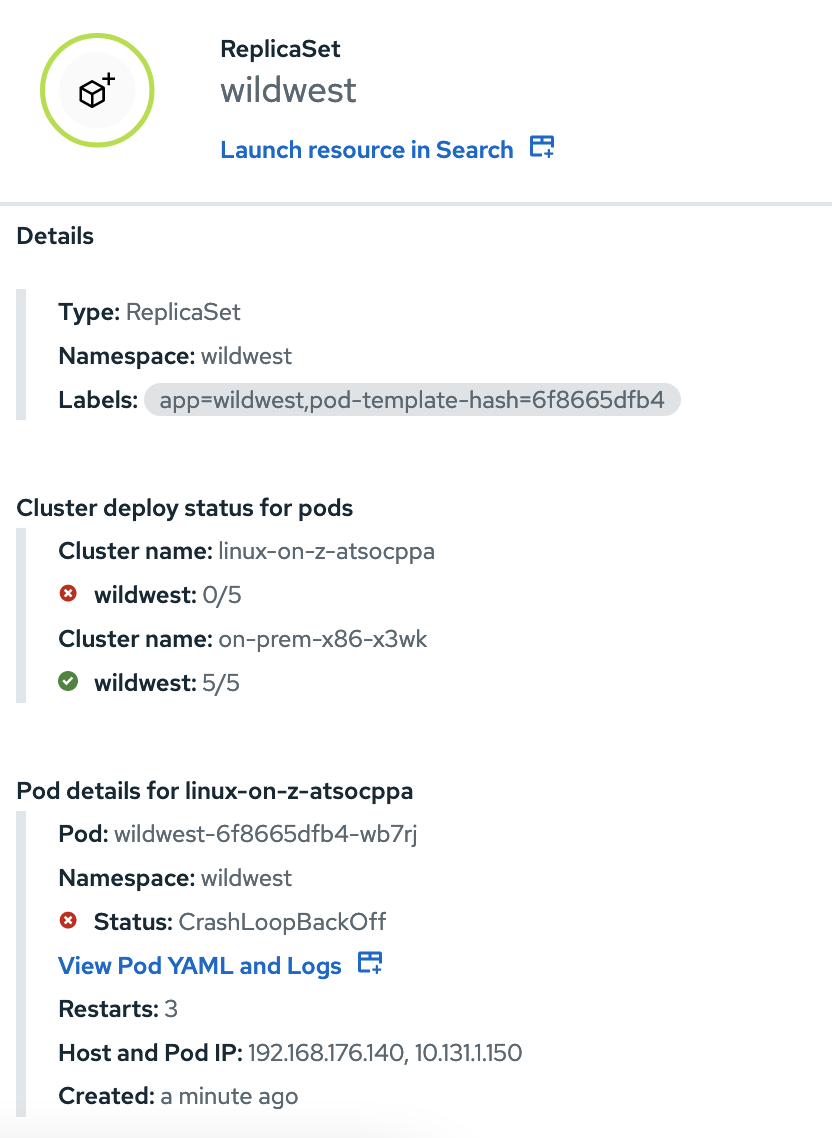 ReplicaSet
wildwest
Launch resource in Search
Details
Type: ReplicaSet
Namespace: wildwest
Labels: app=wildwest,pod-template-hash=6f8665dfb4
Cluster deploy status for pods
Cluster name: linux-on-z-atsocppa
wildwest: 0/5
Cluster name: on-prem-x86-x3wk
wildwest: 5/5
Pod details for linux-on-z-atsocppa
Pod: wildwest-6f8665dfb4-wb7rj
Namespace: wildwest
Status: CrashLoopBackOff
View Pod YAML and Logs
Restarts: 3
Host and Pod IP: 192.168.176.140, 10.131.1.150
Created: a minute ago